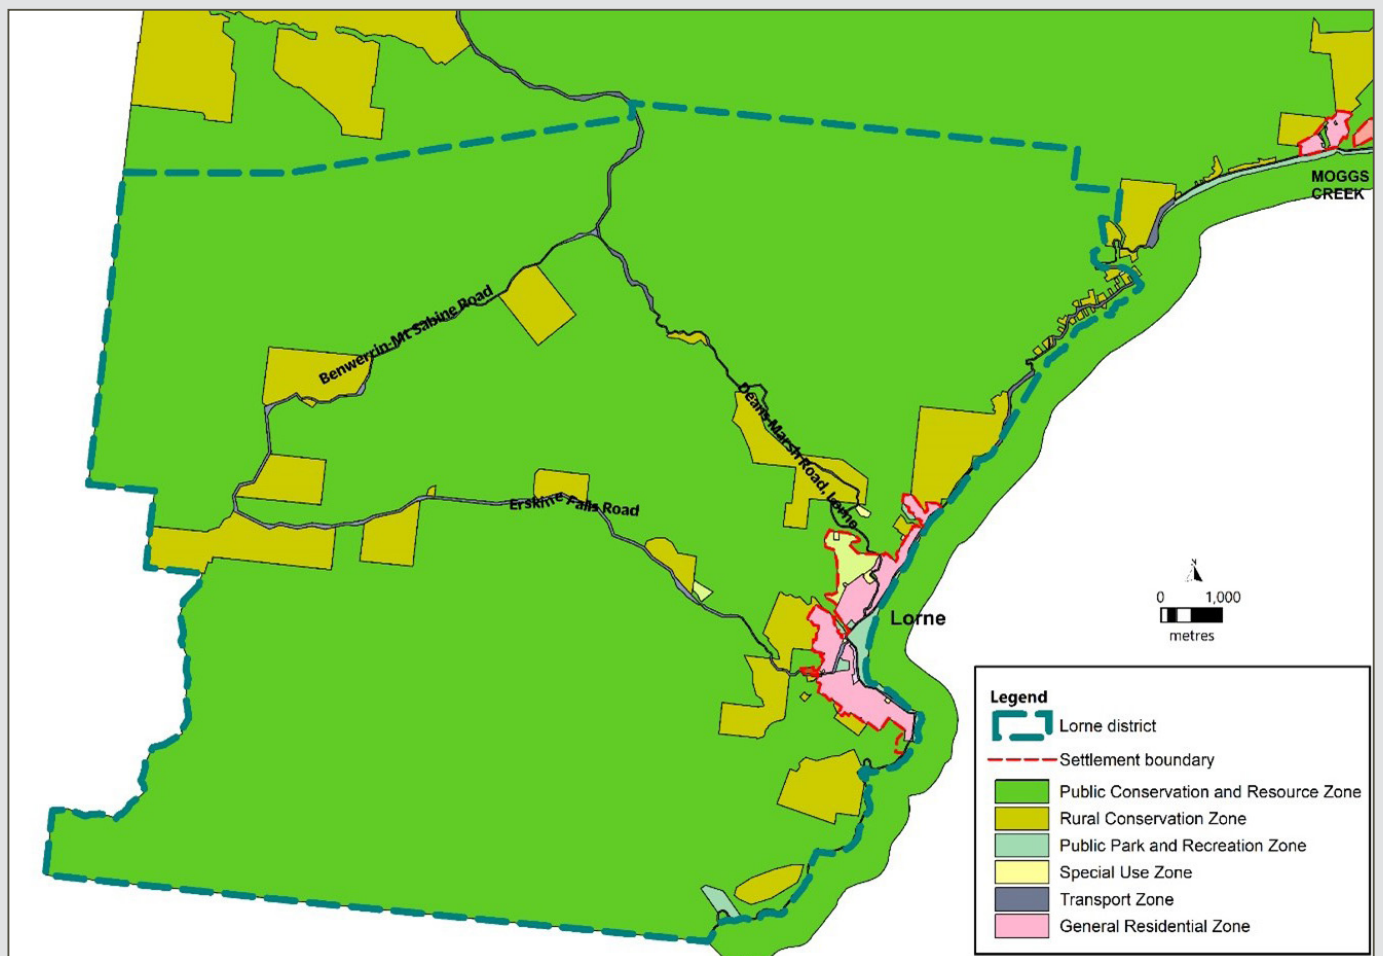 MOGGS
CREEK
Benwerrin-Mt Sabine Road
Deans Marsh Road, Lorne
Erskine Falls Road
Lorne
N
0 1,000
metres
Legend
Lorne district
Settlement boundary
Public Conservation and Resource Zone
Rural Conservation Zone
Public Park and Recreation Zone
Special Use Zone
Transport Zone
General Residential Zone